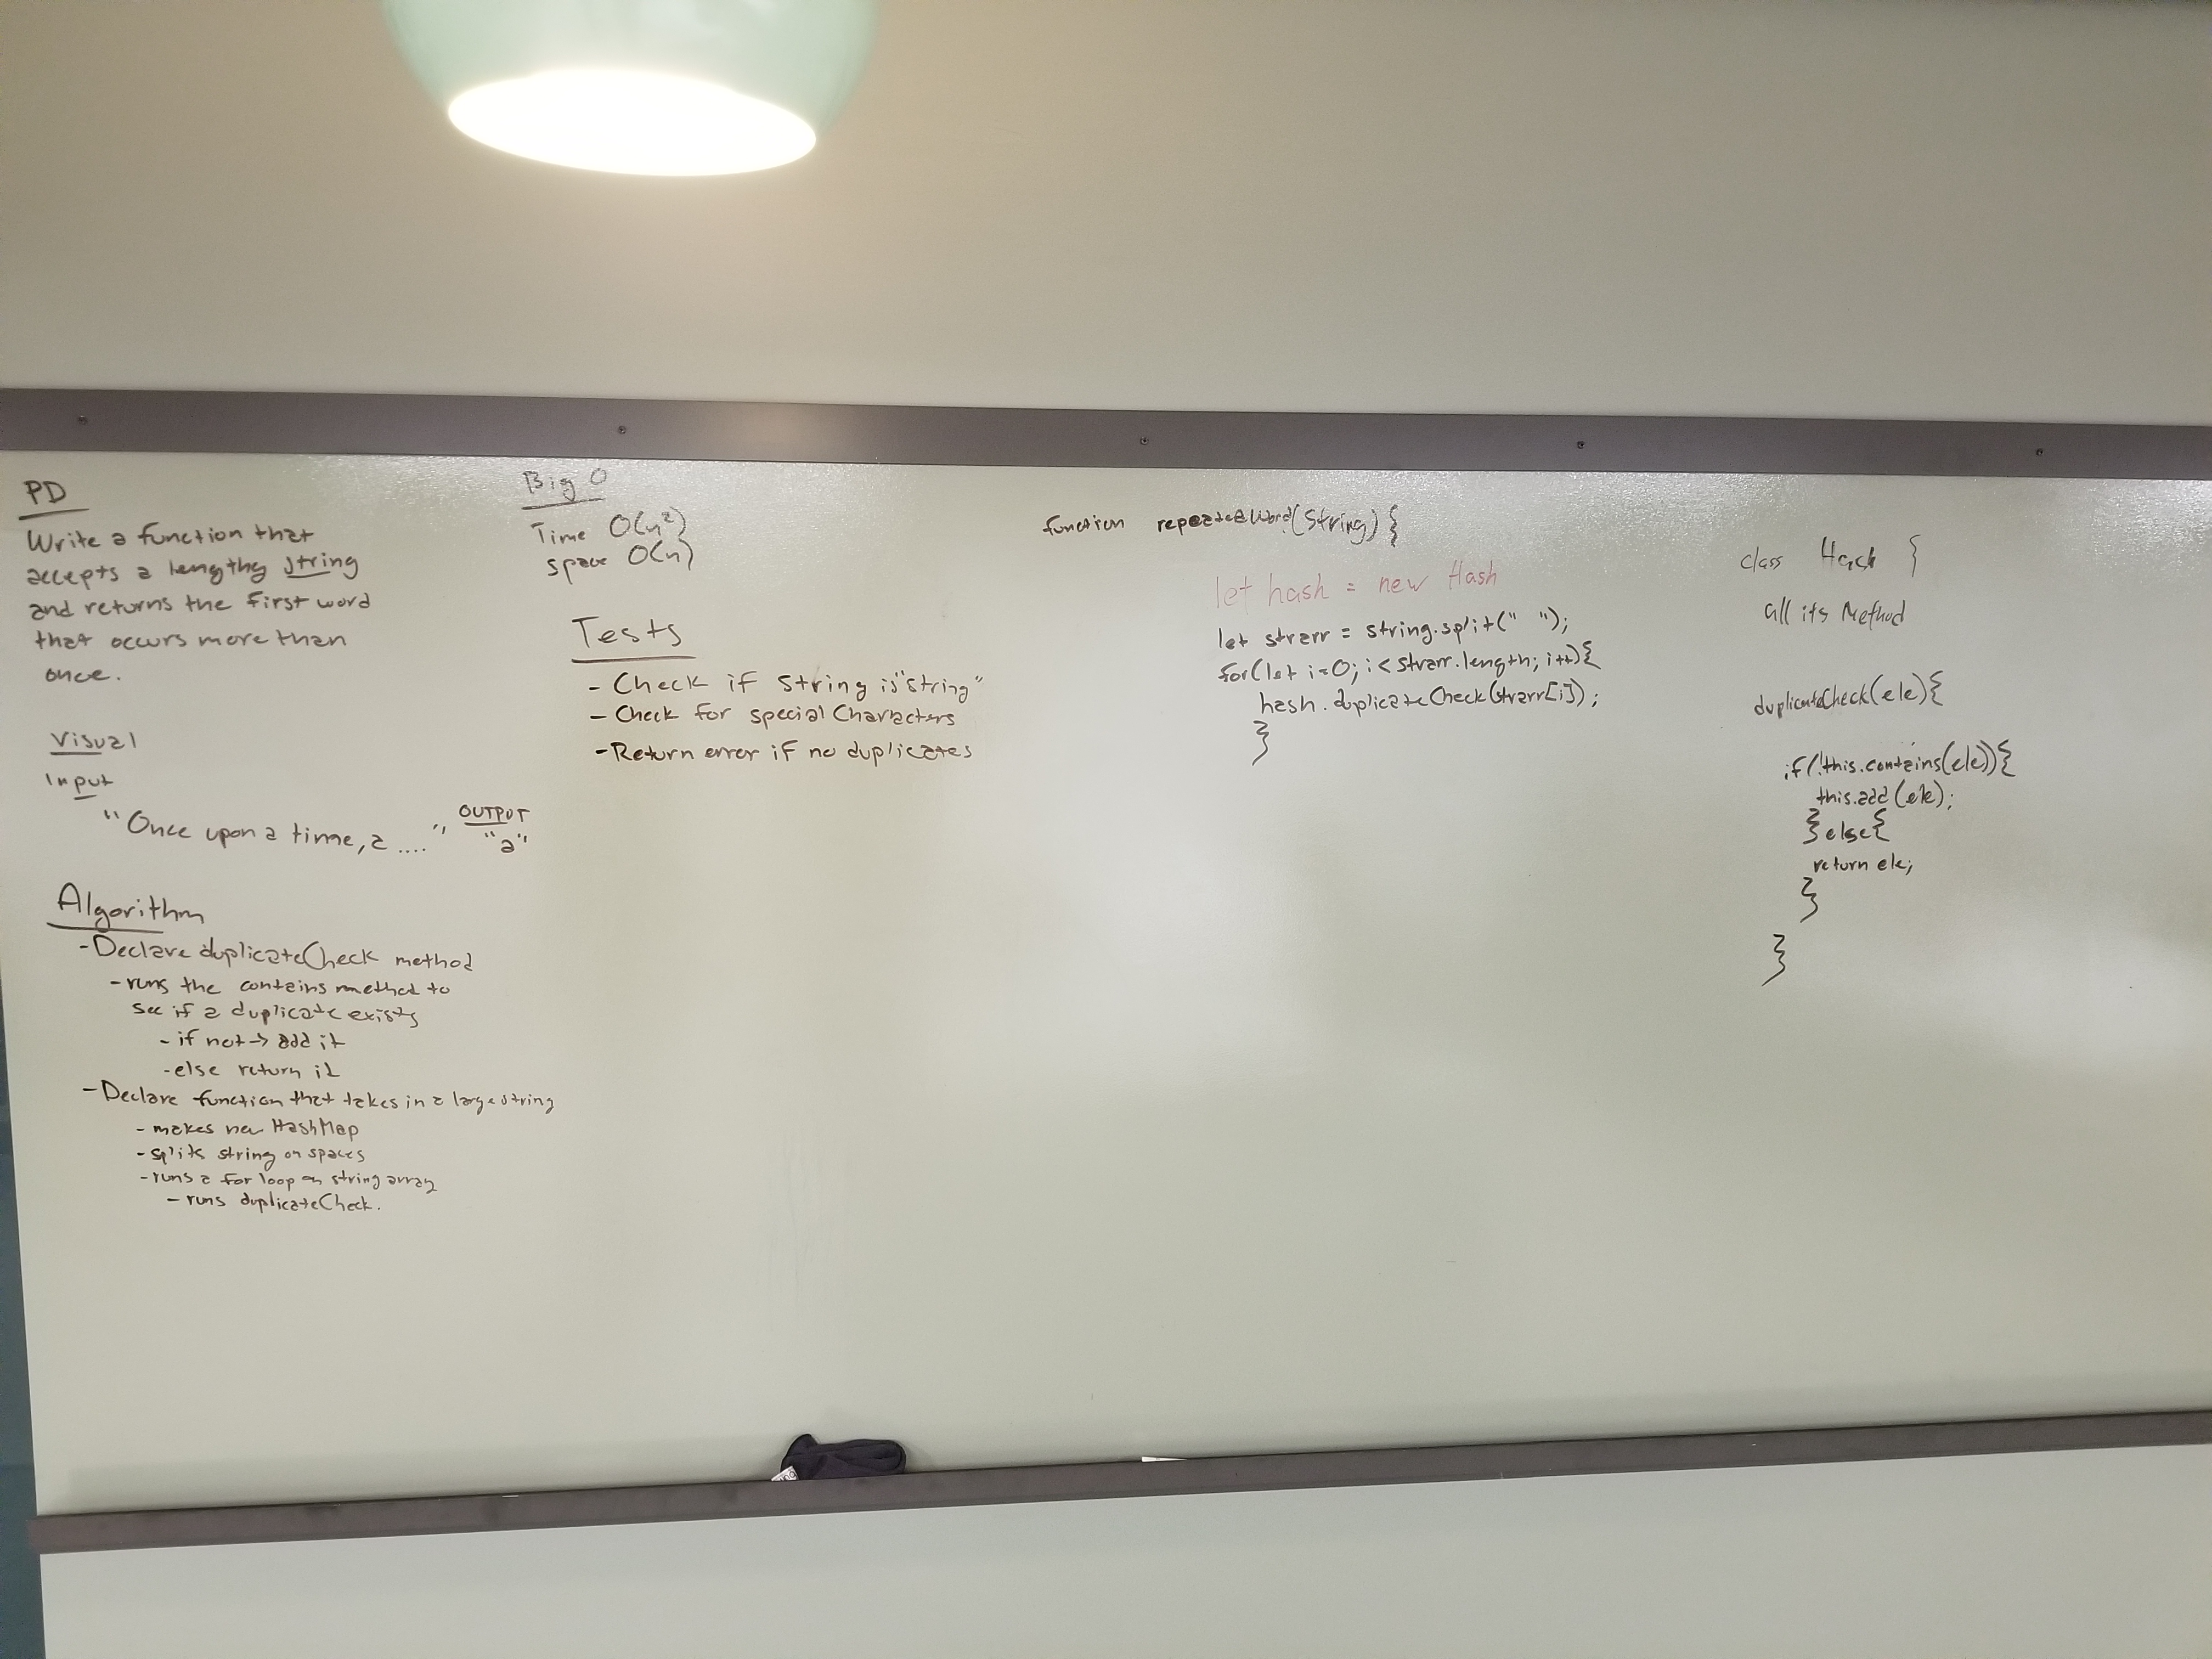 PD
Write a function that
accepts a lengthy string
and returns the first word
that occurs more than
once.
Visual
Input
"Once upon a time, a ...."
OUTPUT
"a"
Algorithm
- Declare duplicateCheck method
- runs the contains method to
see if a duplicate exists
- if not → add it
- else return it
- Declare function that takes in a large string
- makes new HashMap
- splits string on spaces
- runs a for loop on string array
- runs duplicateCheck.
Big O
Time O(n²)
space O(n)
Tests
- Check if string is "string"
- Check for special Characters
- Return error if no duplicates
function repeatedWord(string) {
let hash = new Hash
let strarr = string.split(" ");
for(let i=0; i < strarr.length; i++){
hash.duplicateCheck(strarr[i]);
}
class Hash {
all its Method
duplicateCheck(ele){
if(!this.contains(ele)){
this.add(ele);
}else{
return ele;
}
}